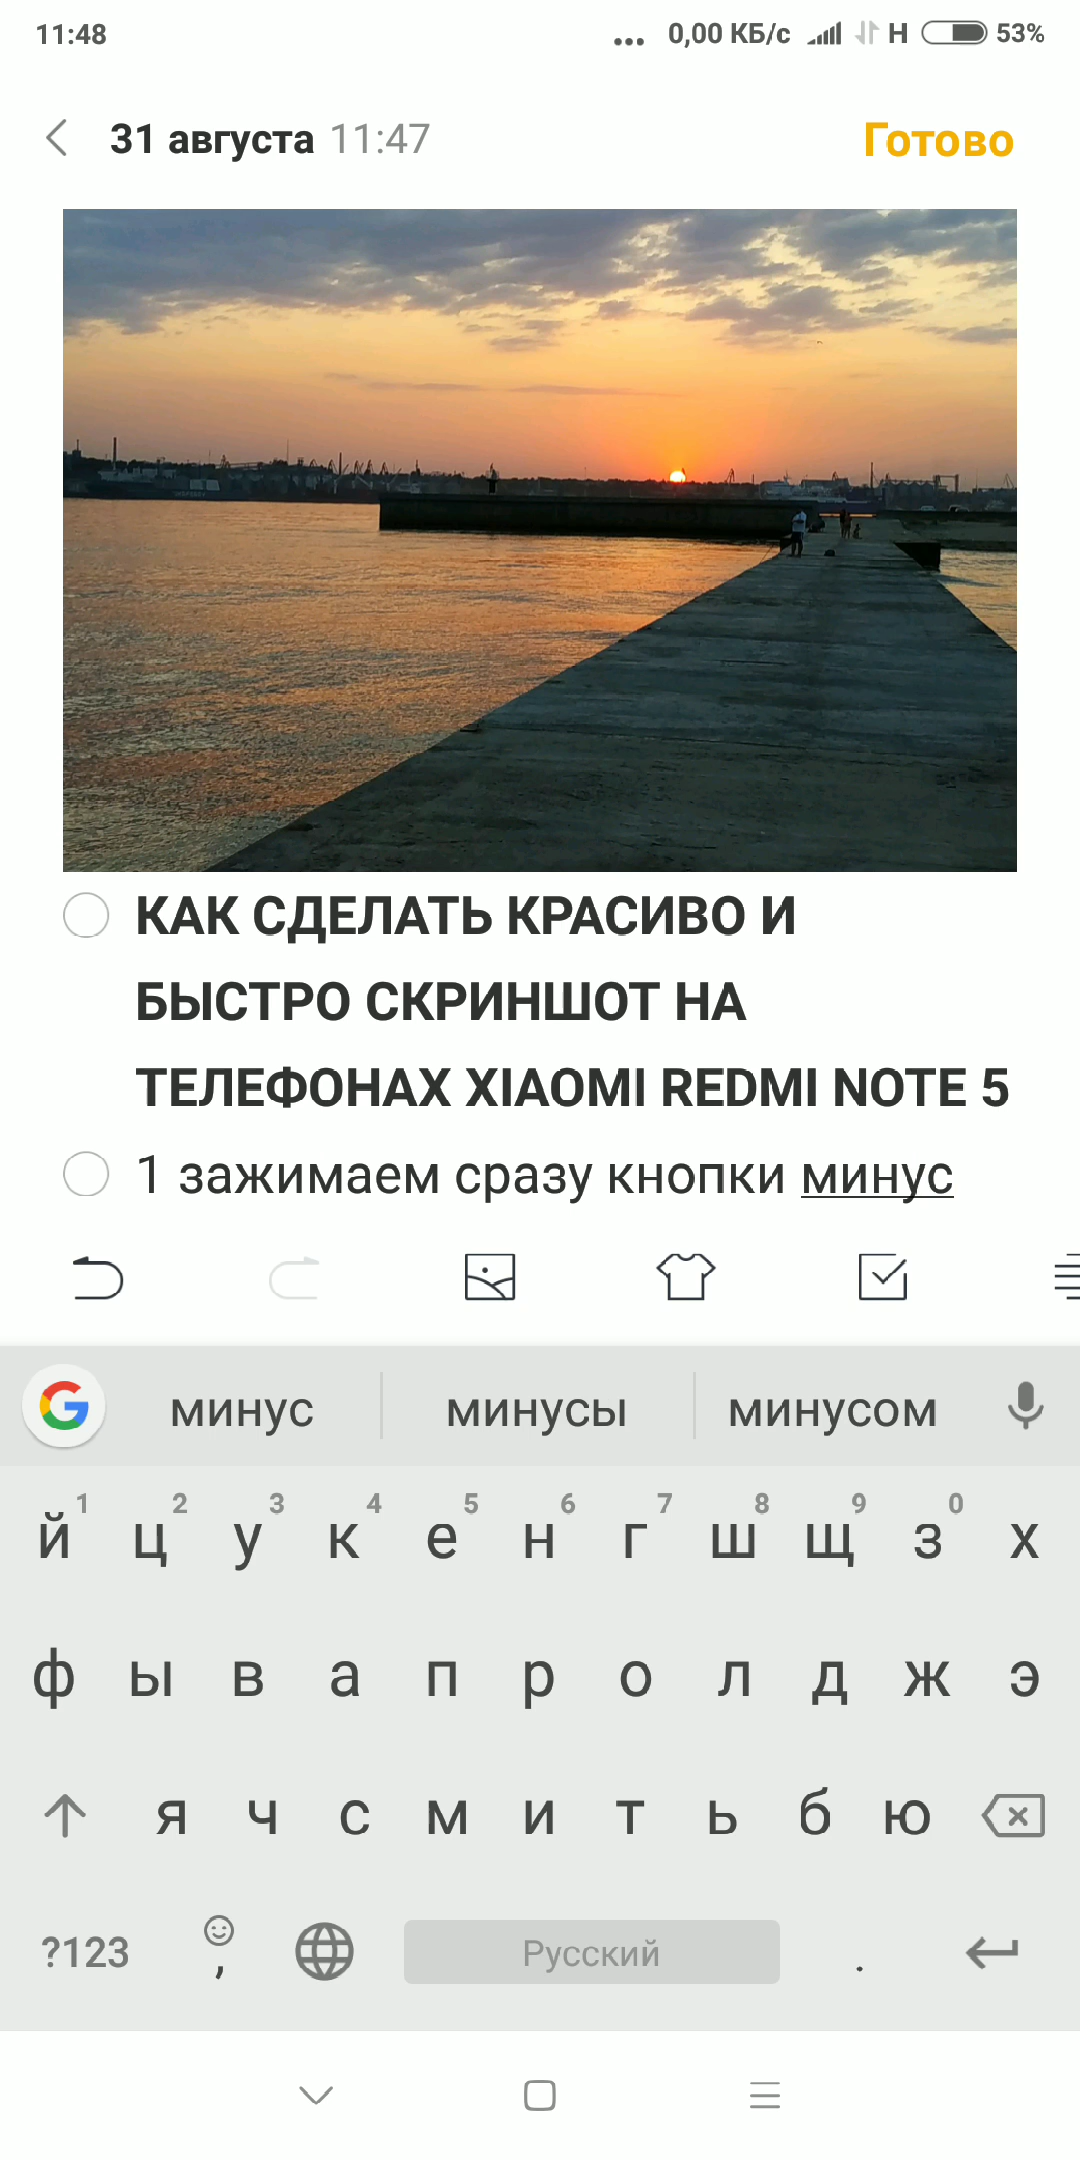 11:48 ... 0,00 КБ/с H 53%
31 августа 11:47 Готово
КАК СДЕЛАТЬ КРАСИВО И
БЫСТРО СКРИНШОТ НА
ТЕЛЕФОНАХ XIAOMI REDMI NOTE 5
1 зажимаем сразу кнопки минус
минус минусы минусом
1 2 3 4 5 6 7 8 9 0
й ц у к е н г ш щ з х
ф ы в а п р о л д ж э
я ч с м и т ь б ю
?123 , Русский .